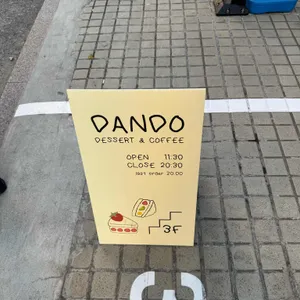 DANDO
DESSERT & COFFEE
OPEN 11:30
CLOSE 20:30
last order 20:00
3F